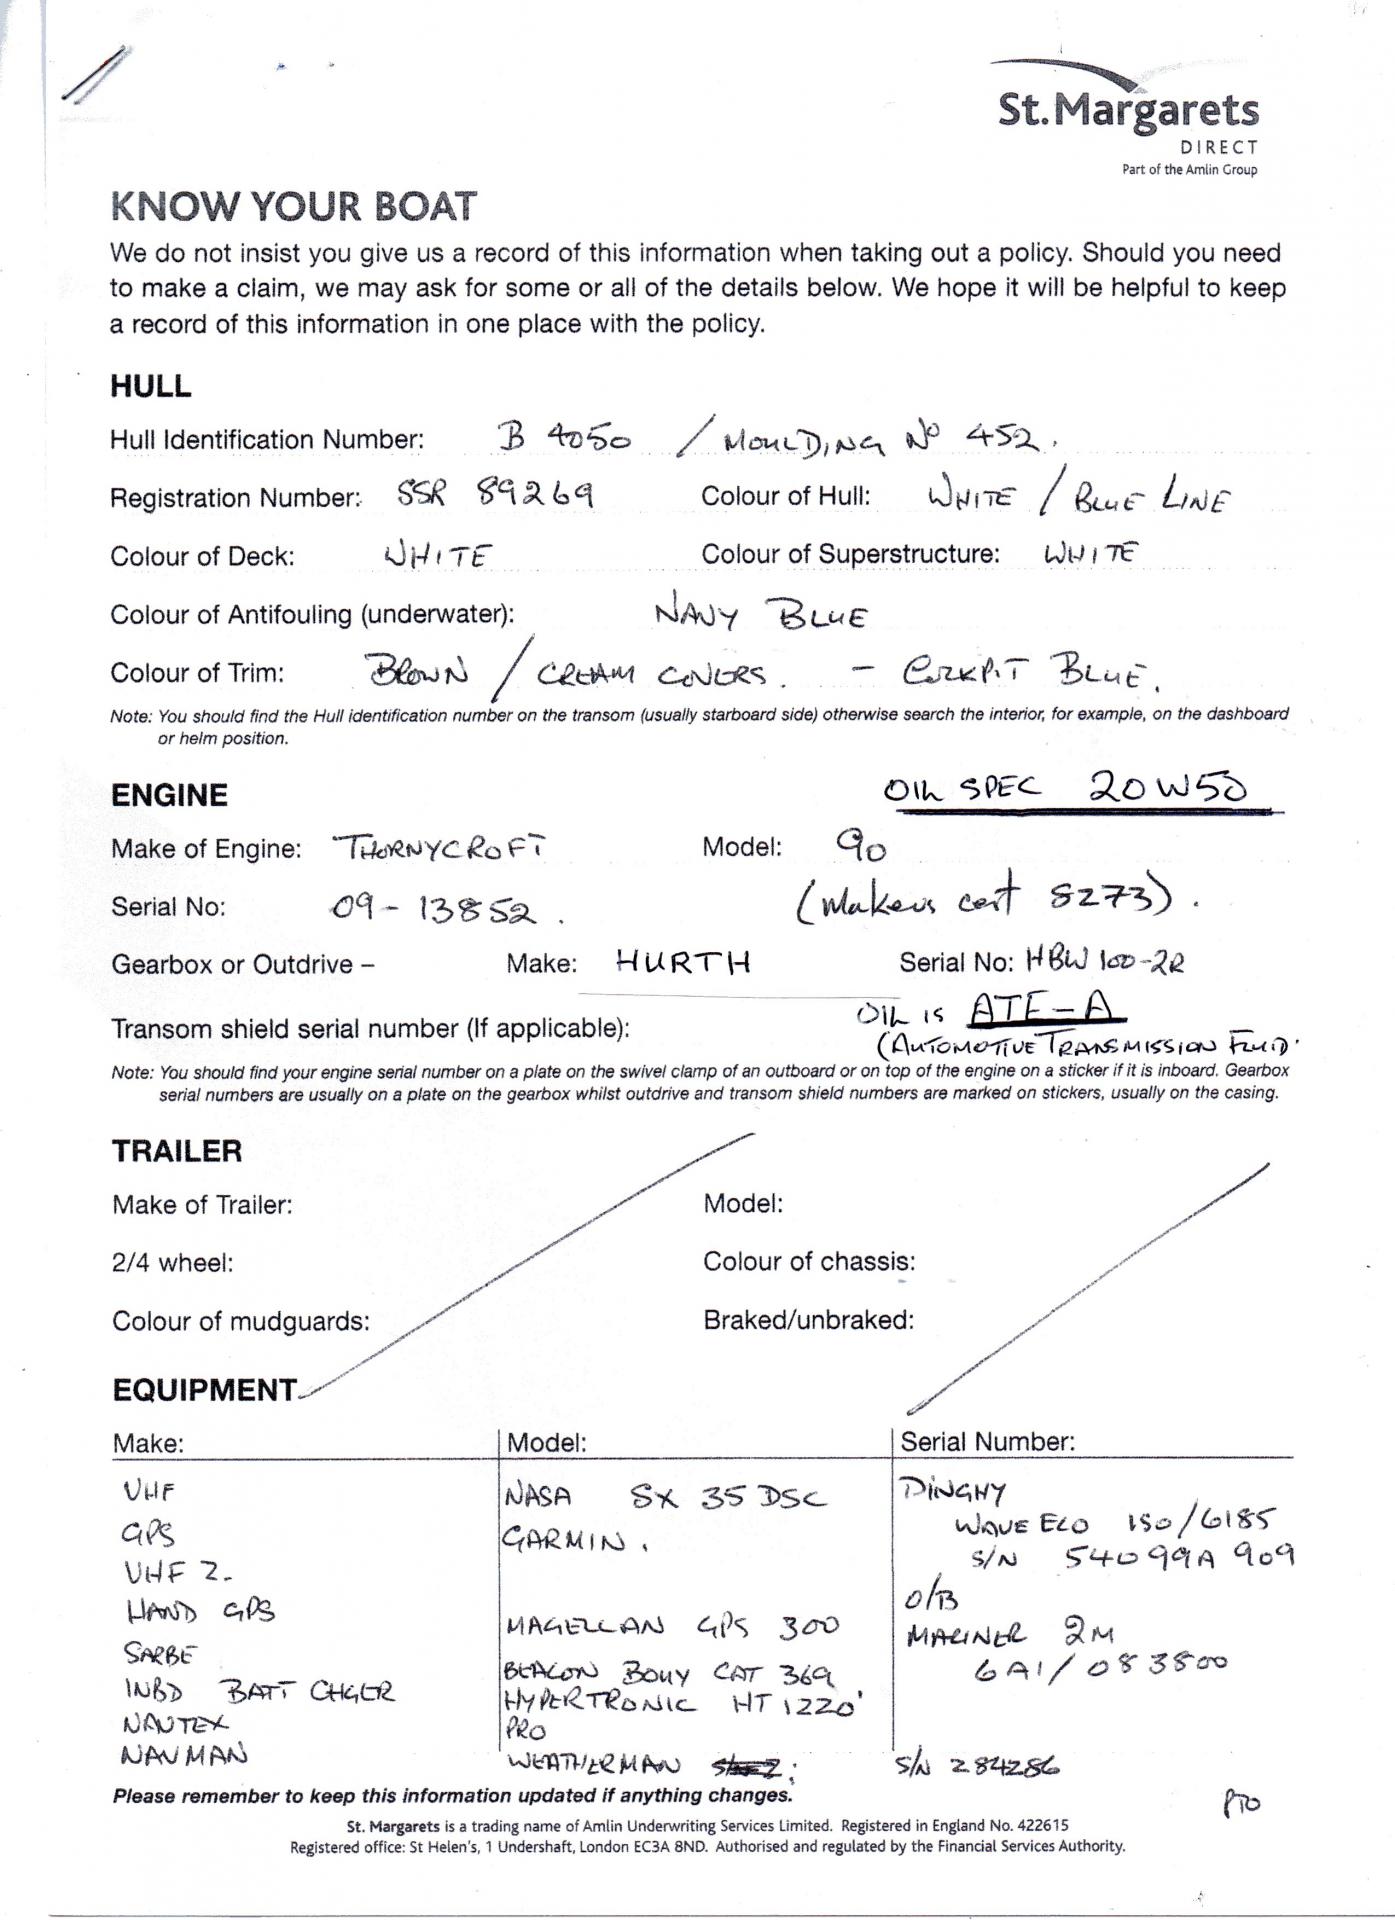 St. Margarets
DIRECT
Part of the Amlin Group
KNOW YOUR BOAT
We do not insist you give us a record of this information when taking out a policy. Should you need
to make a claim, we may ask for some or all of the details below. We hope it will be helpful to keep
a record of this information in one place with the policy.
HULL
Hull Identification Number: B 4050 / MOULDING No 452.
Registration Number: SSR 89269 Colour of Hull: WHITE / BLUE LINE
Colour of Deck: WHITE Colour of Superstructure: WHITE
Colour of Antifouling (underwater): NAVY BLUE
Colour of Trim: BROWN / CREAM COVERS. - COCKPIT BLUE.
Note: You should find the Hull identification number on the transom (usually starboard side) otherwise search the interior, for example, on the dashboard
or helm position.
ENGINE OIL SPEC 20W50
Make of Engine: THORNYCROFT Model: 90
Serial No: 09-13852. (Makers cert 8273).
Gearbox or Outdrive – Make: HURTH Serial No: HBW 100-2R
Transom shield serial number (If applicable): OIL IS ATF-A
(AUTOMOTIVE TRANSMISSION FLUID.
Note: You should find your engine serial number on a plate on the swivel clamp of an outboard or on top of the engine on a sticker if it is inboard. Gearbox
serial numbers are usually on a plate on the gearbox whilst outdrive and transom shield numbers are marked on stickers, usually on the casing.
TRAILER
Make of Trailer: Model:
2/4 wheel: Colour of chassis:
Colour of mudguards: Braked/unbraked:
EQUIPMENT
Make: Model: Serial Number:
VHF NASA SX 35 DSC DINGHY
GPS GARMIN. WAVE ECO ISO/6185
VHF 2- S/N 54099A 909
HAND GPS MAGELLAN GPS 300 O/B
SARBE BEACON BOUY CAT 369 MARINER 2M
INBD BATT CHGER HYPERTRONIC HT 1220' 6A1/083800
NAVTEX PRO
NAVMAN WEATHERMAN S/N 284286
Please remember to keep this information updated if anything changes.
PTO
St. Margarets is a trading name of Amlin Underwriting Services Limited. Registered in England No. 422615
Registered office: St Helen's, 1 Undershaft, London EC3A 8ND. Authorised and regulated by the Financial Services Authority.